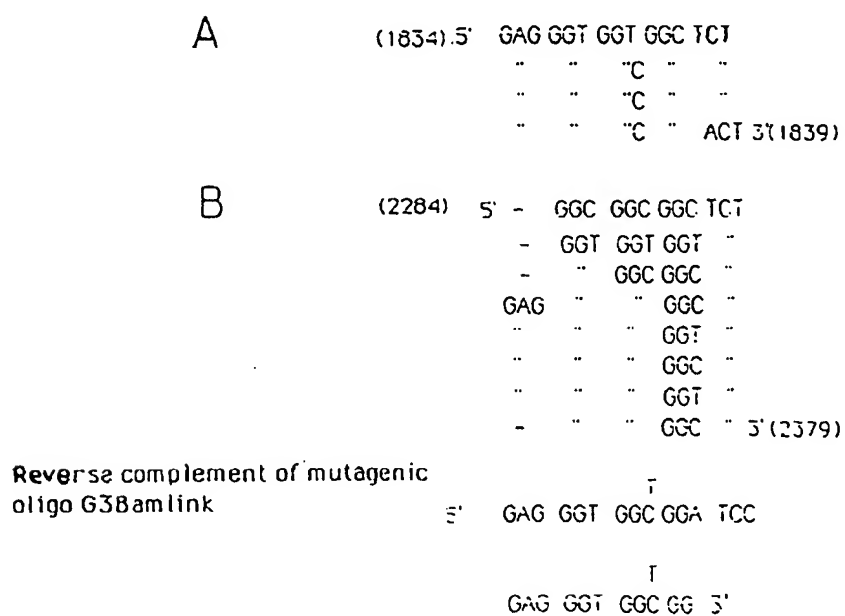 A (1834).5' GAG GGT GGT GGC TCT
" " "C " "
" " "C " "
" " "C " ACT 3'(1839)
B (2284) 5' - GGC GGC GGC TCT
- GGT GGT GGT "
- " GGC GGC "
GAG " " GGC "
" " " GGT "
" " " GGC "
" " " GGT "
- " " GGC " 3'(2379)
Reverse complement of mutagenic
oligo G3BamLink
T
5' GAG GGT GGC GGA TCC
T
GAG GGT GGC GG 3'